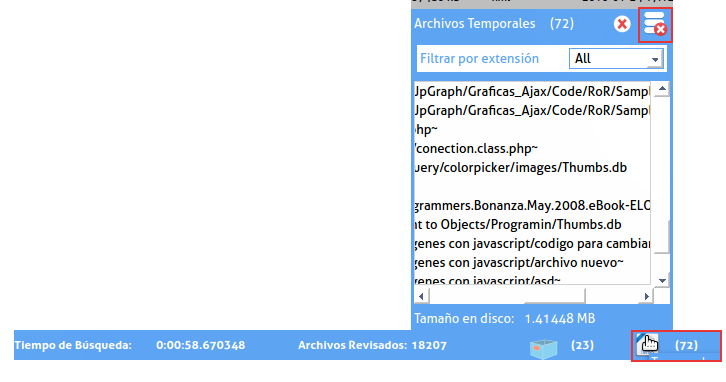 Archivos Temporales (72)
Filtrar por extensión All
JpGraph/Graficas_Ajax/Code/RoR/Sampl
JpGraph/Graficas_Ajax/Code/RoR/Sampl
hp~
/conection.class.php~
uery/colorpicker/images/Thumbs.db
grammers.Bonanza.May.2008.eBook-ELO
nt to Objects/Programin/Thumbs.db
genes con javascript/codigo para cambiar
genes con javascript/archivo nuevo~
genes con javascript/asd~
Tamaño en disco: 1.41448 MB
Tiempo de Búsqueda: 0:00:58.670348 Archivos Revisados: 18207 (23) (72)